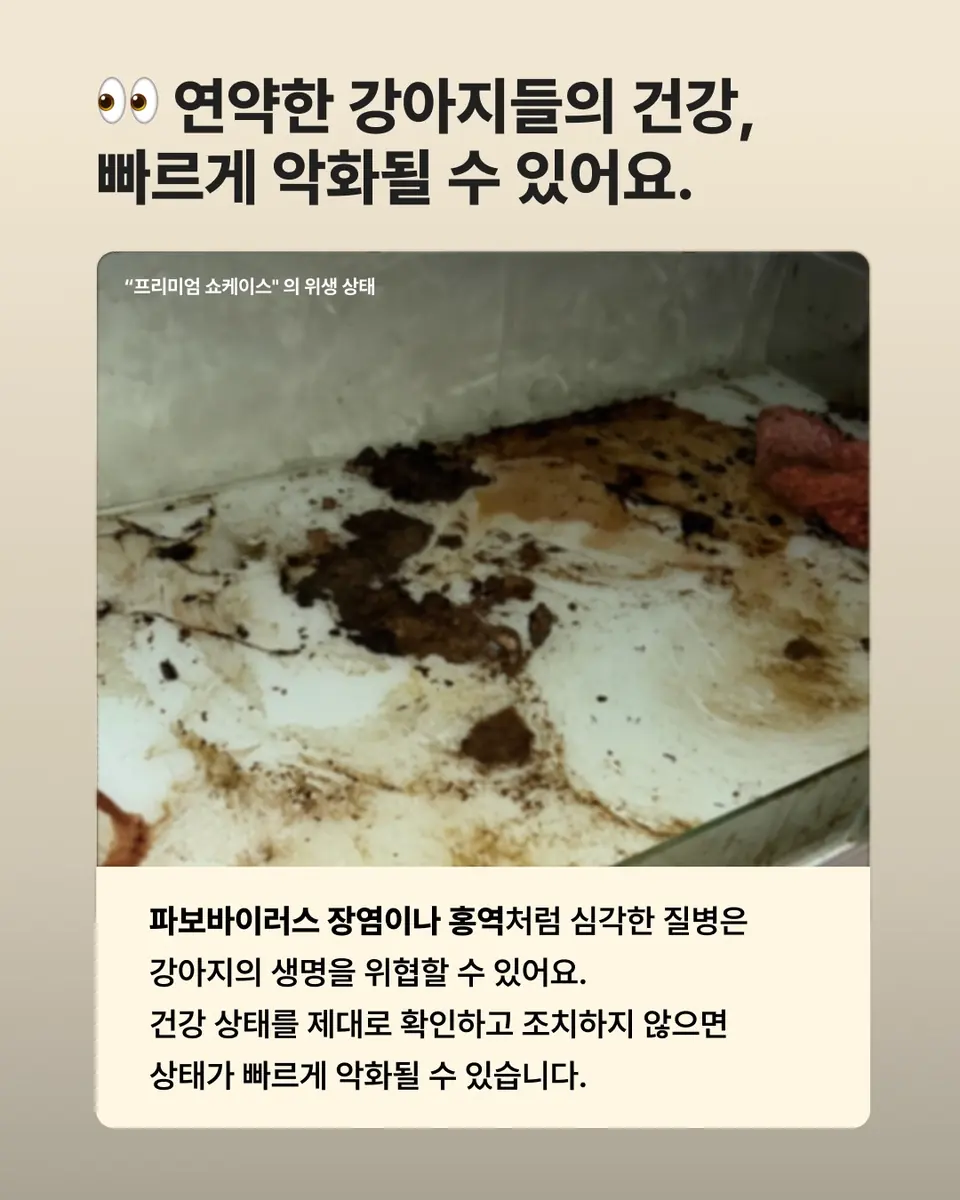 👀 연약한 강아지들의 건강,
빠르게 악화될 수 있어요.
“프리미엄 쇼케이스" 의 위생 상태
파보바이러스 장염이나 홍역처럼 심각한 질병은
강아지의 생명을 위협할 수 있어요.
건강 상태를 제대로 확인하고 조치하지 않으면
상태가 빠르게 악화될 수 있습니다.